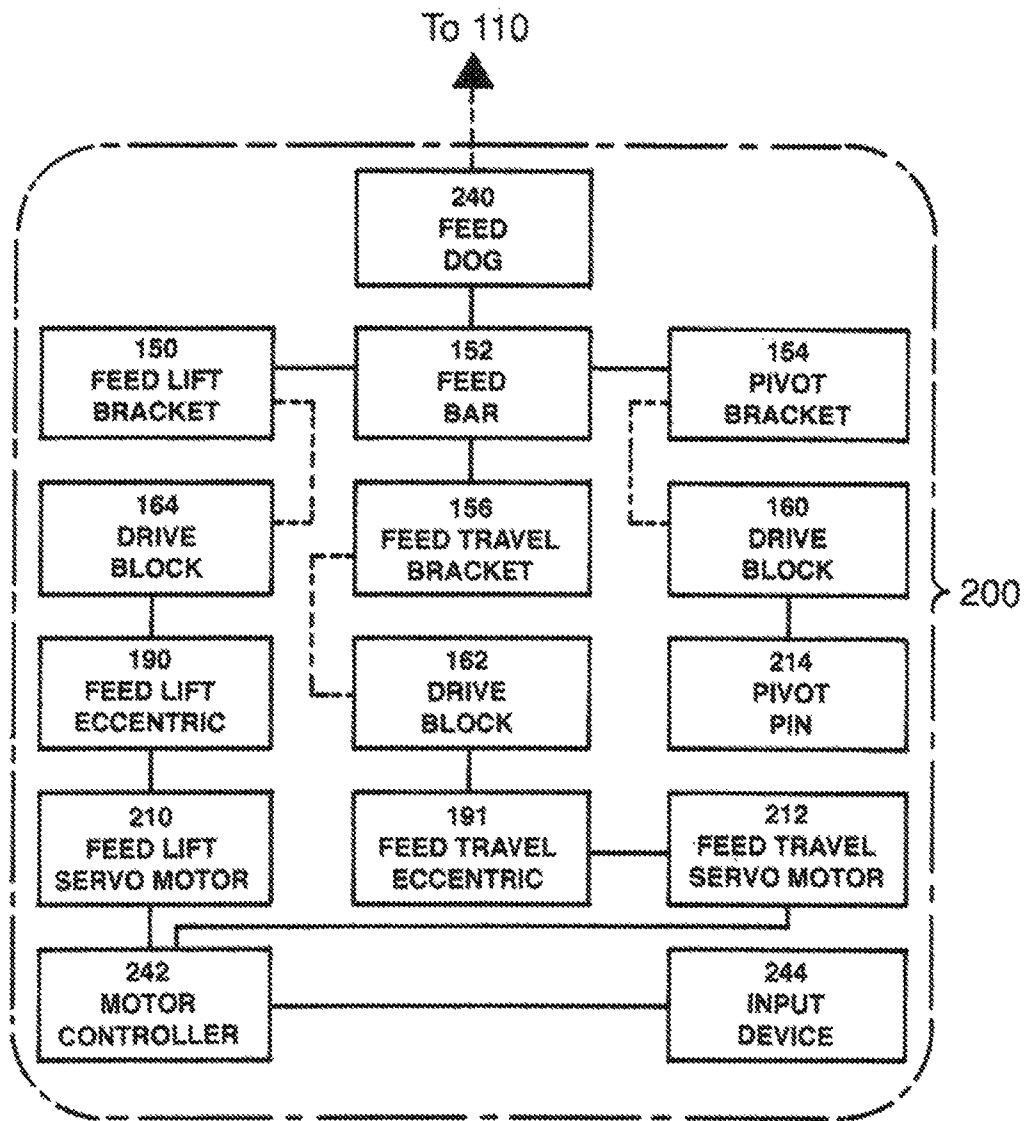 To 110
240
FEED
DOG
150
FEED LIFT
BRACKET
152
FEED
BAR
154
PIVOT
BRACKET
164
DRIVE
BLOCK
156
FEED TRAVEL
BRACKET
160
DRIVE
BLOCK
200
190
FEED LIFT
ECCENTRIC
162
DRIVE
BLOCK
214
PIVOT
PIN
210
FEED LIFT
SERVO MOTOR
191
FEED TRAVEL
ECCENTRIC
212
FEED TRAVEL
SERVO MOTOR
242
MOTOR
CONTROLLER
244
INPUT
DEVICE